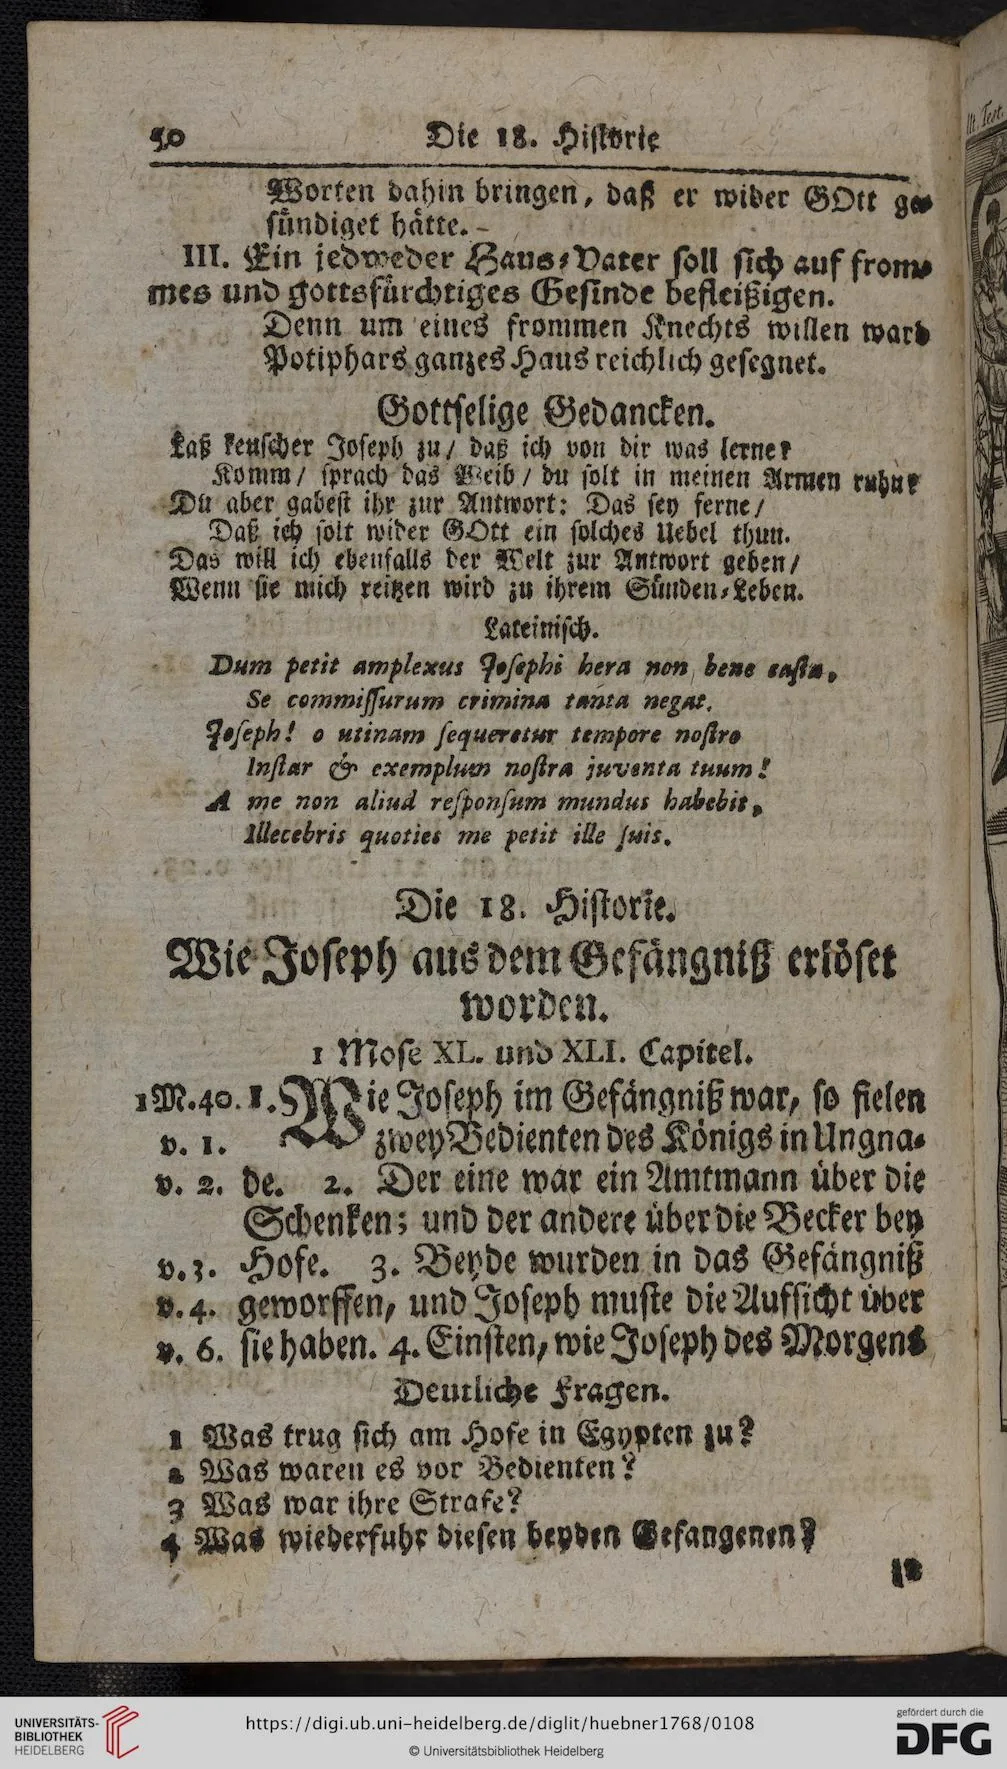 50 Die 18. Historie
Worten dahin bringen, daß er wider GOtt ge-
sündiget hätte.
III. Ein jedweder Haus-Vater soll sich auf from-
mes und gottsfürchtiges Gesinde befleißigen.
Denn um eines frommen Knechts willen ward
Potiphars ganzes Haus reichlich gesegnet.
Gottselige Gedancken.
Laß keuscher Joseph zu/ daß ich von dir was lerne:
Komm/ sprach das Weib/ du solt in meinen Armen ruhn:
Du aber gabest ihr zur Antwort: Das sey ferne/
Daß ich solt wider GOtt ein solches Uebel thun.
Das will ich ebenfalls der Welt zur Antwort geben/
Wenn sie mich reitzen wird zu ihrem Sünden-Leben.
Lateinisch.
Dum petit amplexus Josephi hera non bene casta,
Se commissurum crimina tanta negat.
Joseph! o utinam sequeretur tempore nostro
Instar & exemplum nostra juventa tuum!
A me non aliud responsum mundus habebit,
Illecebris quoties me petit ille suis.
Die 18. Historie.
Wie Joseph aus dem Gefängniß erlöset
worden.
1 Mose XL. und XLI. Capitel.
1 M. 40. 1. Wie Joseph im Gefängniß war, so fielen
v. 1. zwey Bedienten des Königs in Ungna-
v. 2. de. 2. Der eine war ein Amtmann über die
Schenken; und der andere über die Becker bey
v. 3. Hofe. 3. Beyde wurden in das Gefängniß
v. 4. geworffen, und Joseph muste die Aufsicht über
v. 6. sie haben. 4. Einsten, wie Joseph des Morgens
Deutliche Fragen.
1 Was trug sich am Hofe in Egypten zu?
2 Was waren es vor Bedienten?
3 Was war ihre Strafe?
4 Was wiederfuhr diesen beyden Gefangenen?
UNIVERSITÄTS-
BIBLIOTHEK
HEIDELBERG
https://digi.ub.uni-heidelberg.de/diglit/huebner1768/0108
© Universitätsbibliothek Heidelberg
gefördert durch die
DFG